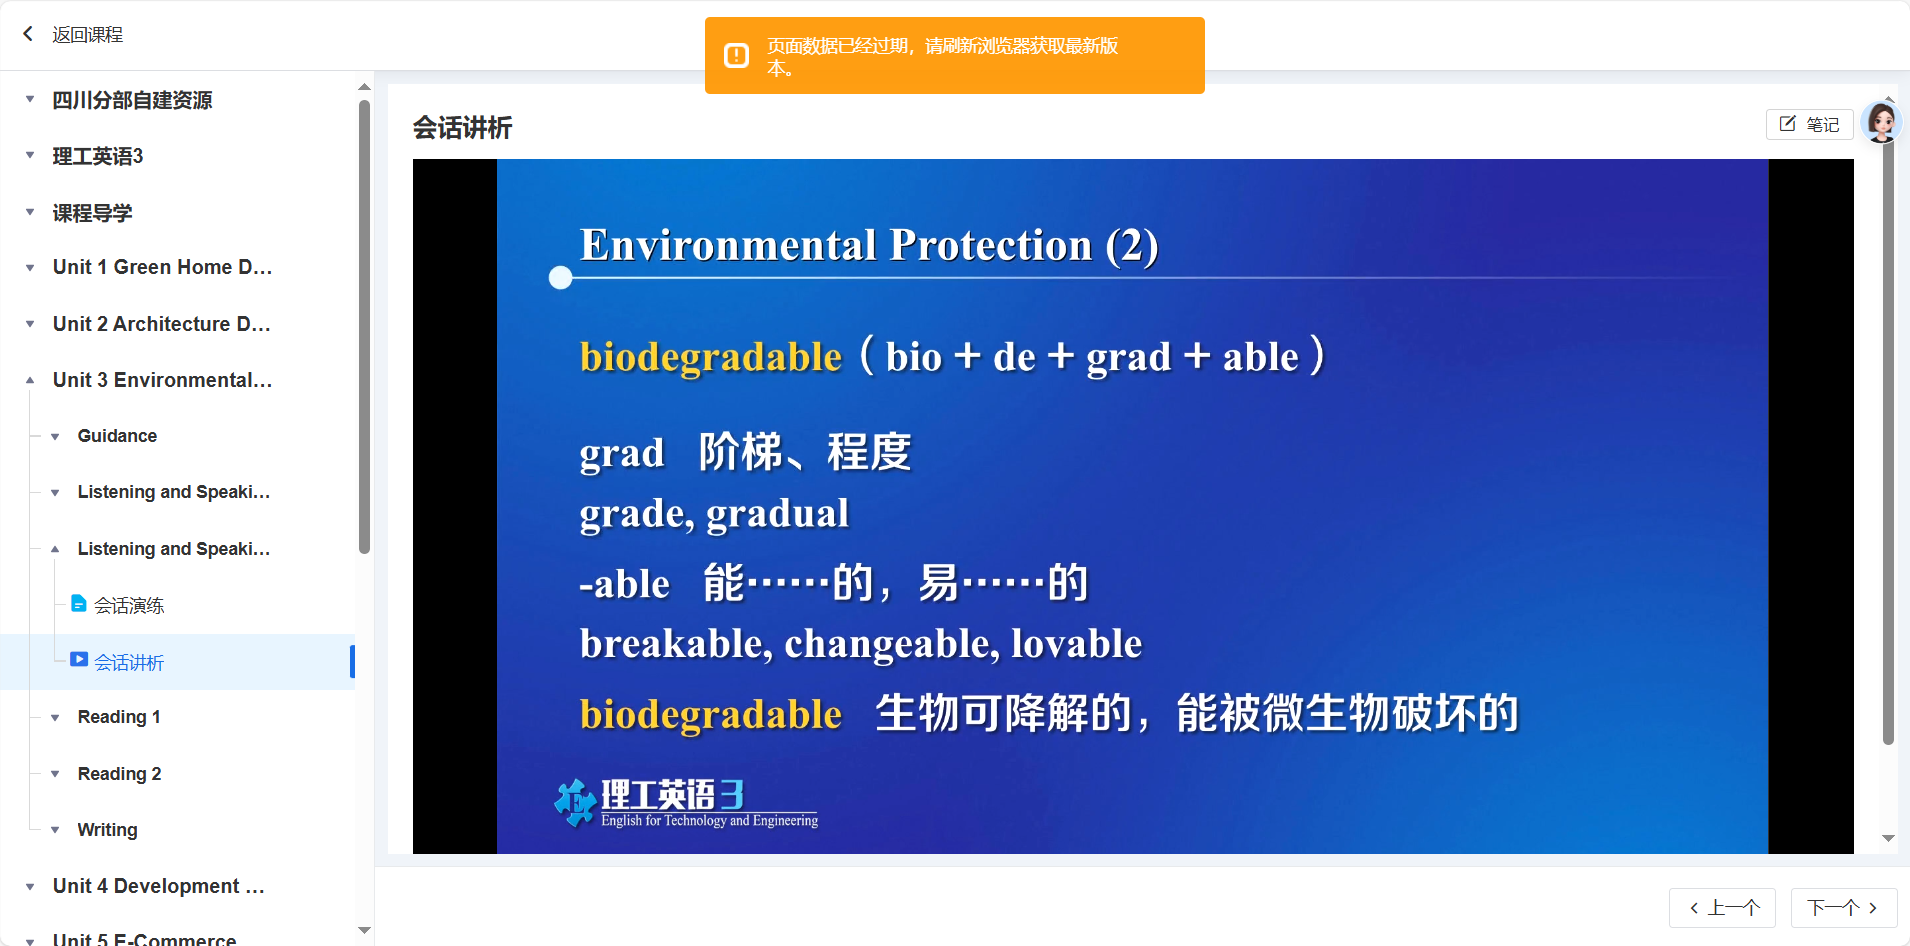 返回课程
页面数据已经过期，请刷新浏览器获取最新版
本。
四川分部自建资源
理工英语3
课程导学
Unit 1 Green Home D...
Unit 2 Architecture D...
Unit 3 Environmental...
Guidance
Listening and Speaki...
Listening and Speaki...
会话演练
会话讲析
Reading 1
Reading 2
Writing
Unit 4 Development ...
Unit 5 E-Commerce
会话讲析
笔记
Environmental Protection (2)
biodegradable（bio + de + grad + able）
grad 阶梯、程度
grade, gradual
-able 能……的，易……的
breakable, changeable, lovable
biodegradable 生物可降解的，能被微生物破坏的
理工英语3
English for Technology and Engineering
上一个
下一个